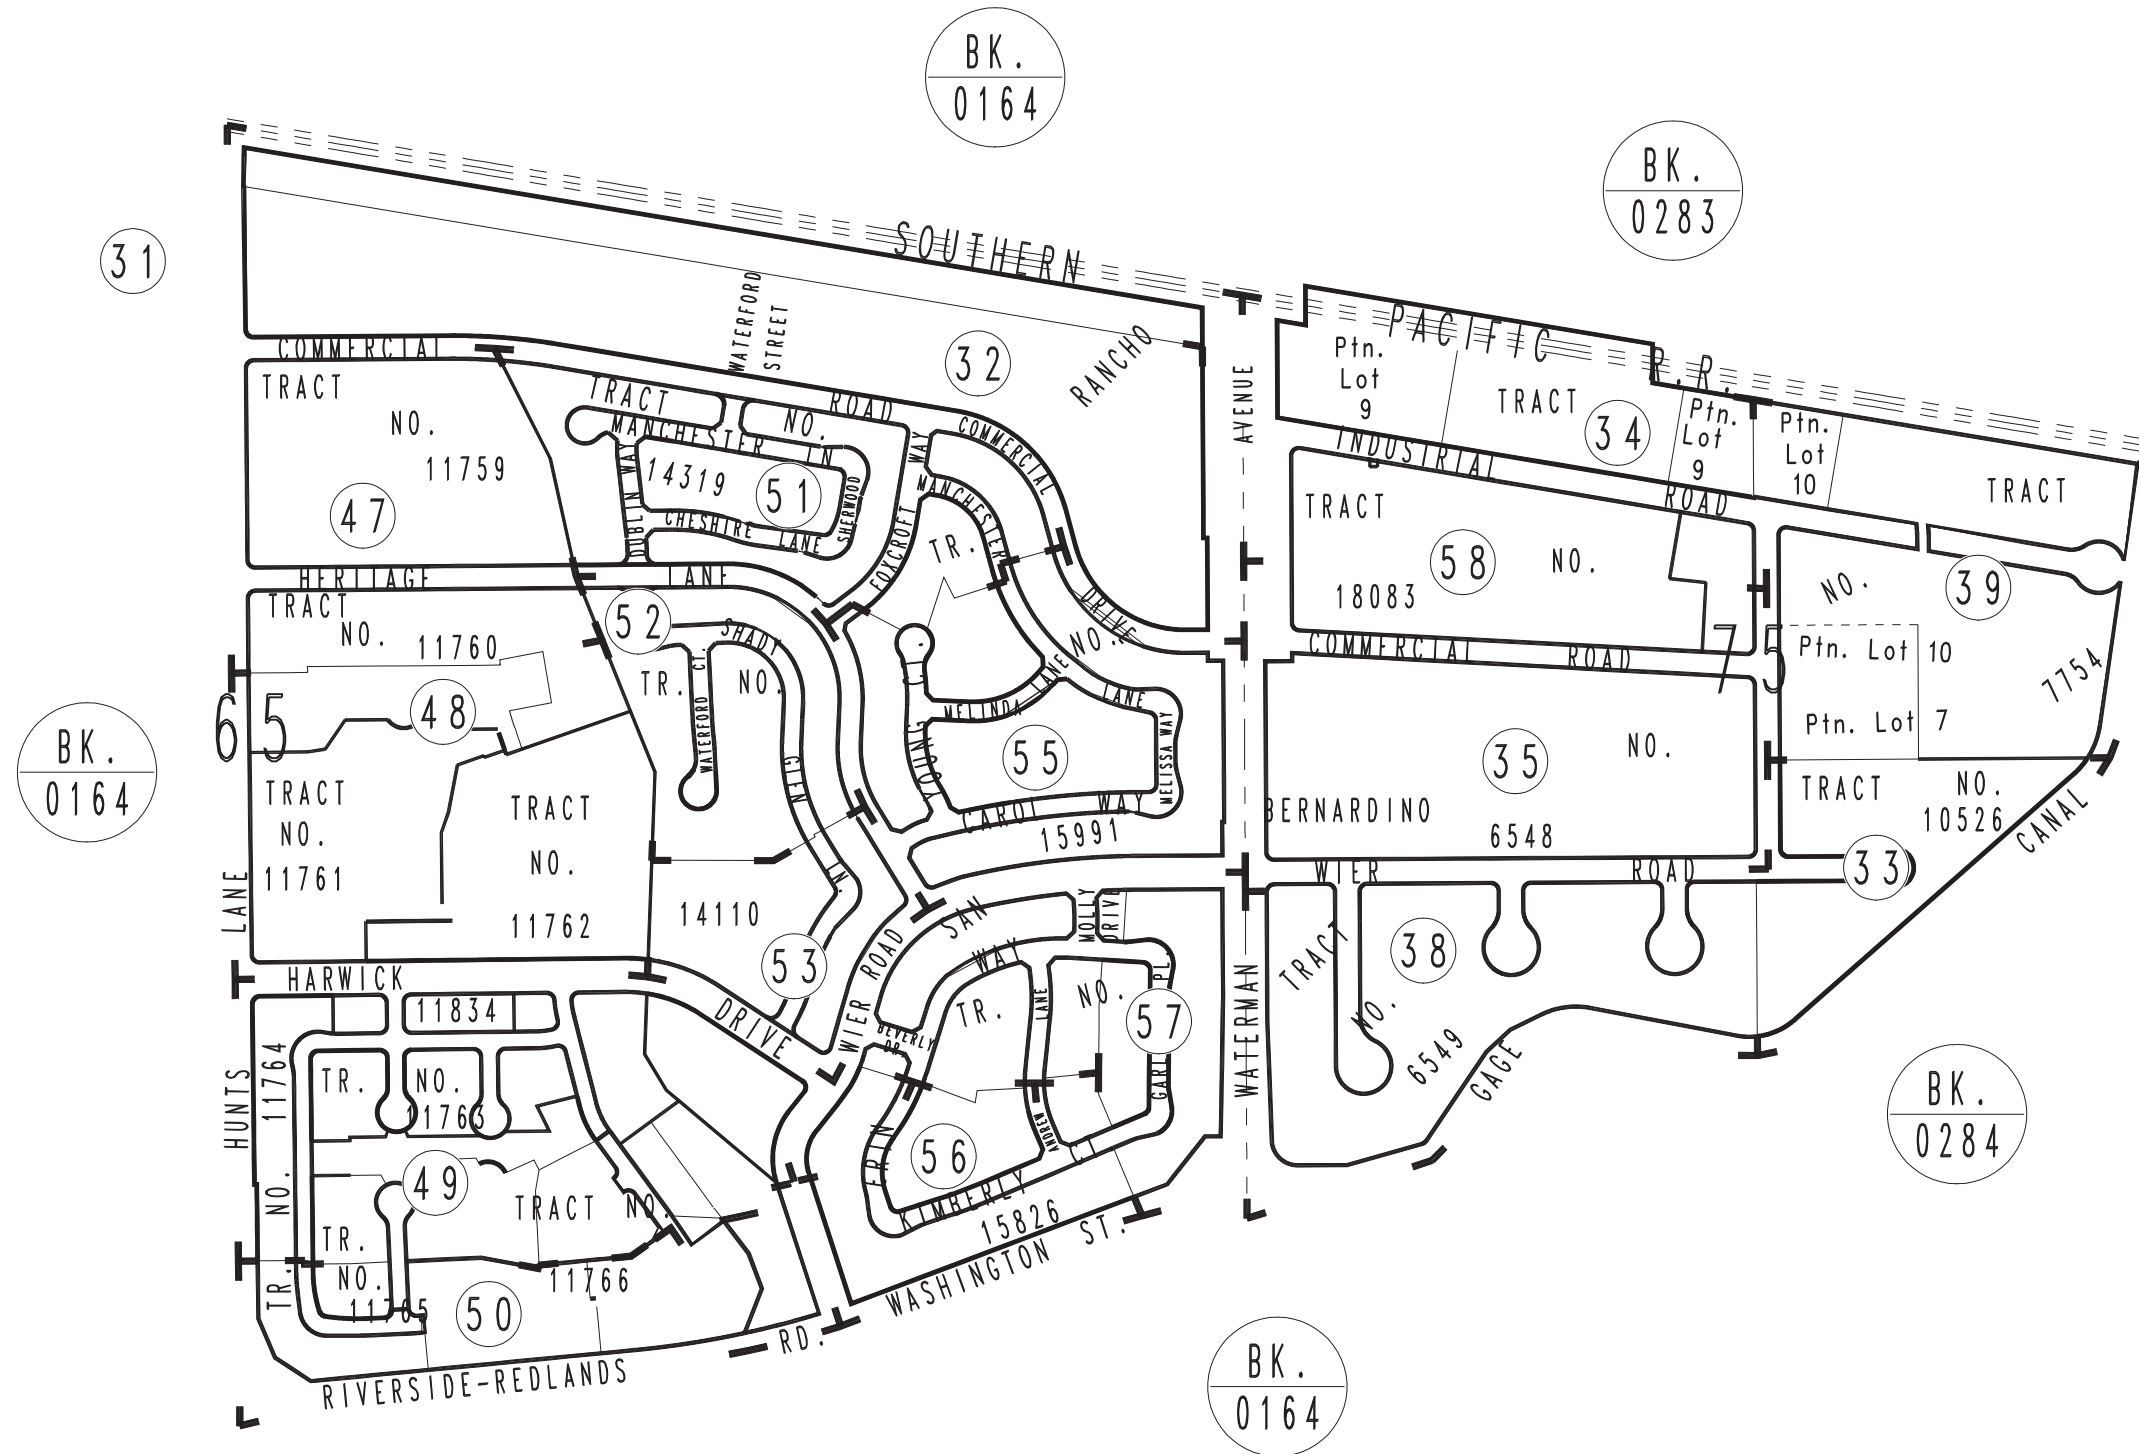 BK.
0164
BK.
0283
31
SOUTHERN
PACIFIC
R.R.
WATERFORD
STREET
32
RANCHO
COMMERCIAL
ROAD
COMMERCIAL
DRIVE
AVENUE
Ptn.
Lot
9
TRACT
34
Ptn.
Lot
9
Ptn.
Lot
10
TRACT
INDUSTRIAL
ROAD
TRACT
NO.
11759
47
TRACT
NO.
14319
51
MANCHESTER LN
DUBLIN WAY
SHERWOOD
CHESHIRE LANE
FOXCROFT
WAY
MANCHESTER
LANE
TR.
NO.
TRACT
58
NO.
18083
NO.
39
7754
HERITAGE
LANE
TRACT
NO.
11760
52
SHADY
GLEN
LN.
TR. NO.
WATERFORD CT.
COMMERCIAL
ROAD
75
Ptn. Lot 10
Ptn. Lot 7
65
48
YOUNG CT.
MELINDA
LANE
MELISSA WAY
55
CAROL WAY
15991
35
NO.
BERNARDINO
6548
BK.
0164
TRACT
NO.
11761
TRACT
NO.
11762
14110
53
TRACT
NO.
10526
CANAL
33
WIER
ROAD
LANE
HUNTS
HARWICK
DRIVE
WIER ROAD
SAN
MOLLY
DRIVE
WAY
TR.
NO.
LANE
ANDREW
PL.
57
BEVERLY
DR.
WATERMAN
TRACT
NO.
6549
38
GAGE
11834
11764
TR. NO.
TR. NO.
11763
49
TRACT NO.
11766
TR.
NO.
11765
50
ERIN
56
KIMBERLY
CT
15826
WASHINGTON ST.
RIVERSIDE-REDLANDS
RD.
BK.
0284
BK.
0164